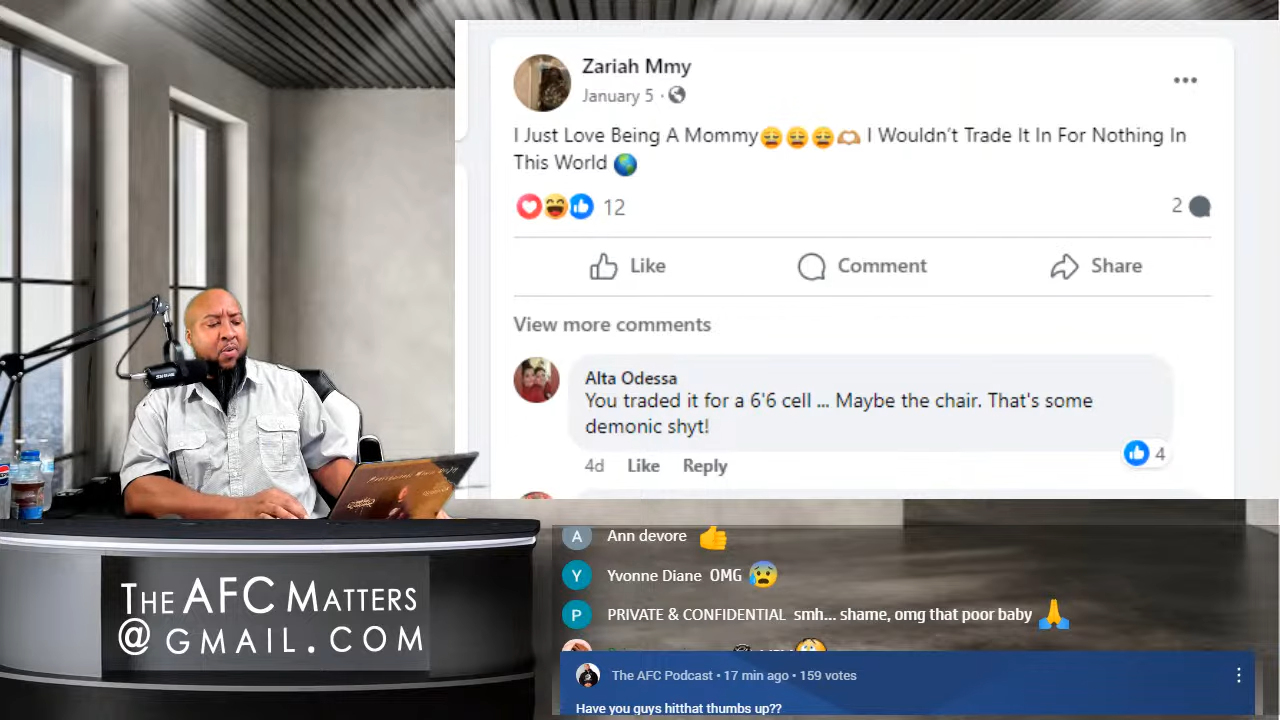 Zariah Mmy
January 5 ·
I Just Love Being A Mommy😩😩😩🫶 I Wouldn't Trade It In For Nothing In
This World 🌎
12
2
Like
Comment
Share
View more comments
Alta Odessa
You traded it for a 6'6 cell ... Maybe the chair. That's some
demonic shyt!
4
4d Like Reply
A Ann devore 👍
Y Yvonne Diane OMG 😰
P PRIVATE & CONFIDENTIAL smh... shame, omg that poor baby 🙏
The AFC Podcast • 17 min ago • 159 votes
Have you guys hitthat thumbs up??
THE AFC MATTERS
@GMAIL.COM
SHURE